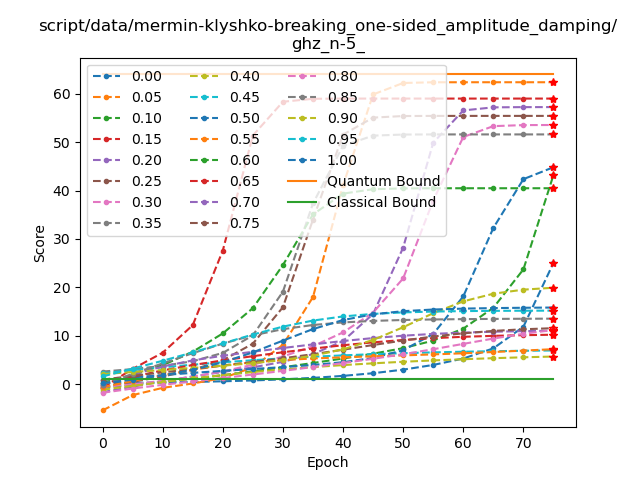 script/data/mermin-klyshko-breaking_one-sided_amplitude_damping/
ghz_n-5_
0.00 0.40 0.80
0.05 0.45 0.85
0.10 0.50 0.90
0.15 0.55 0.95
0.20 0.60 1.00
0.25 0.65 Quantum Bound
0.30 0.70 Classical Bound
0.35 0.75
60
50
40
30
20
10
0
Score
0 10 20 30 40 50 60 70
Epoch